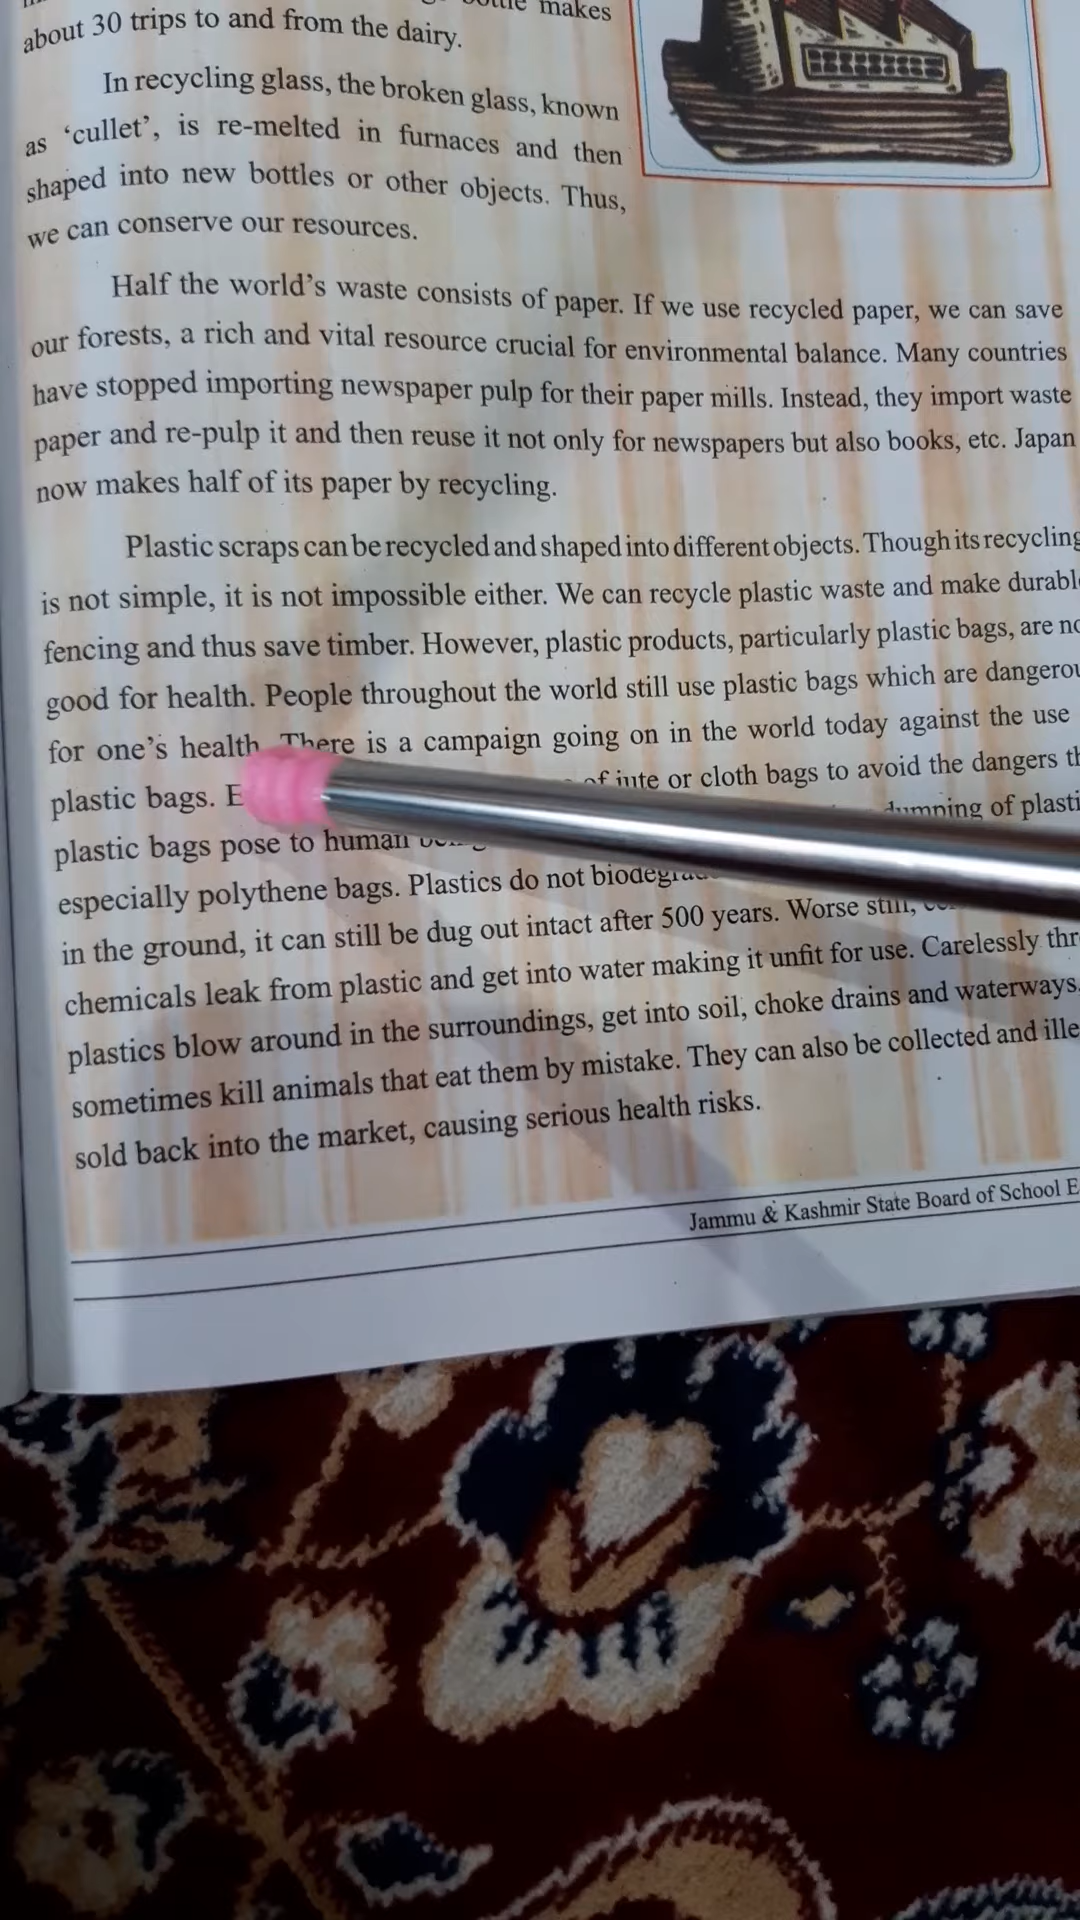 makes
about 30 trips to and from the dairy.
In recycling glass, the broken glass, known
as ‘cullet’, is re-melted in furnaces and then
shaped into new bottles or other objects. Thus,
we can conserve our resources.
Half the world’s waste consists of paper. If we use recycled paper, we can save
our forests, a rich and vital resource crucial for environmental balance. Many countries
have stopped importing newspaper pulp for their paper mills. Instead, they import waste
paper and re-pulp it and then reuse it not only for newspapers but also books, etc. Japan
now makes half of its paper by recycling.
Plastic scraps can be recycled and shaped into different objects. Though its recycling
is not simple, it is not impossible either. We can recycle plastic waste and make
fencing and thus save timber. However, plastic products, particularly plastic bags, are
good for health. People throughout the world still use plastic bags which are
for one’s health. There is a campaign going on in the world today against the use
plastic bags. of jute or cloth bags to avoid the dangers
plastic bags pose to human dumping of
especially polythene bags. Plastics do not
in the ground, it can still be dug out intact after 500 years. Worse still,
chemicals leak from plastic and get into water making it unfit for use. Carelessly
plastics blow around in the surroundings, get into soil, choke drains and waterways.
sometimes kill animals that eat them by mistake. They can also be collected and
sold back into the market, causing serious health risks.
Jammu & Kashmir State Board of School